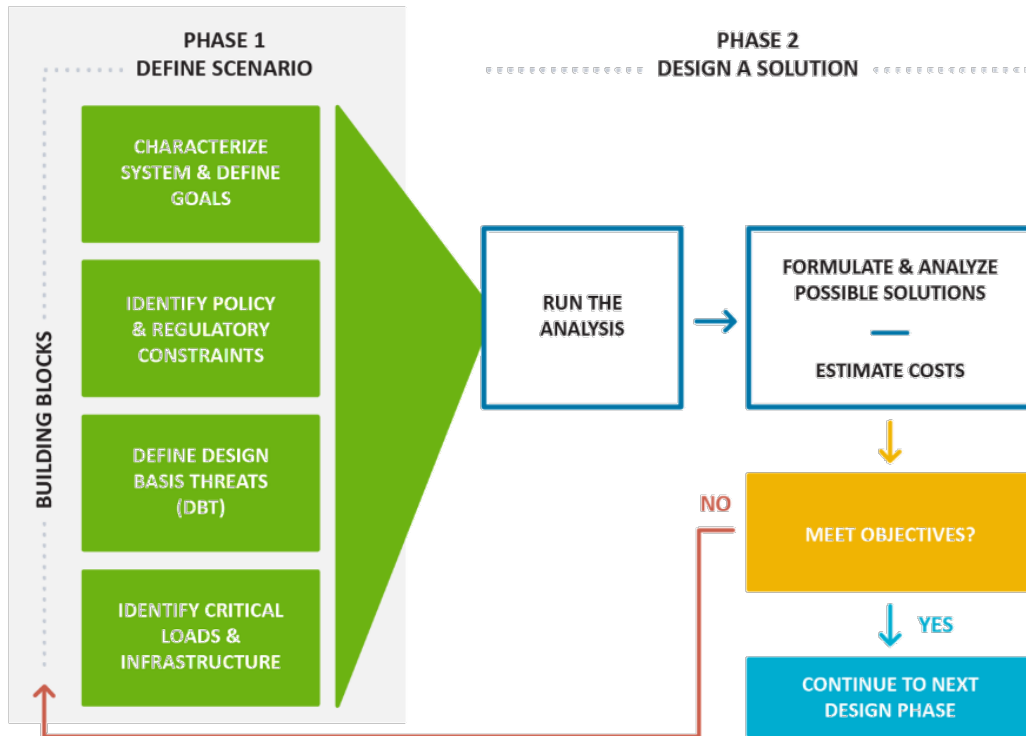 PHASE 1
DEFINE SCENARIO
BUILDING BLOCKS
CHARACTERIZE
SYSTEM & DEFINE
GOALS
IDENTIFY POLICY
& REGULATORY
CONSTRAINTS
DEFINE DESIGN
BASIS THREATS
(DBT)
IDENTIFY CRITICAL
LOADS &
INFRASTRUCTURE
PHASE 2
DESIGN A SOLUTION
RUN THE
ANALYSIS
FORMULATE & ANALYZE
POSSIBLE SOLUTIONS
ESTIMATE COSTS
MEET OBJECTIVES?
NO
YES
CONTINUE TO NEXT
DESIGN PHASE